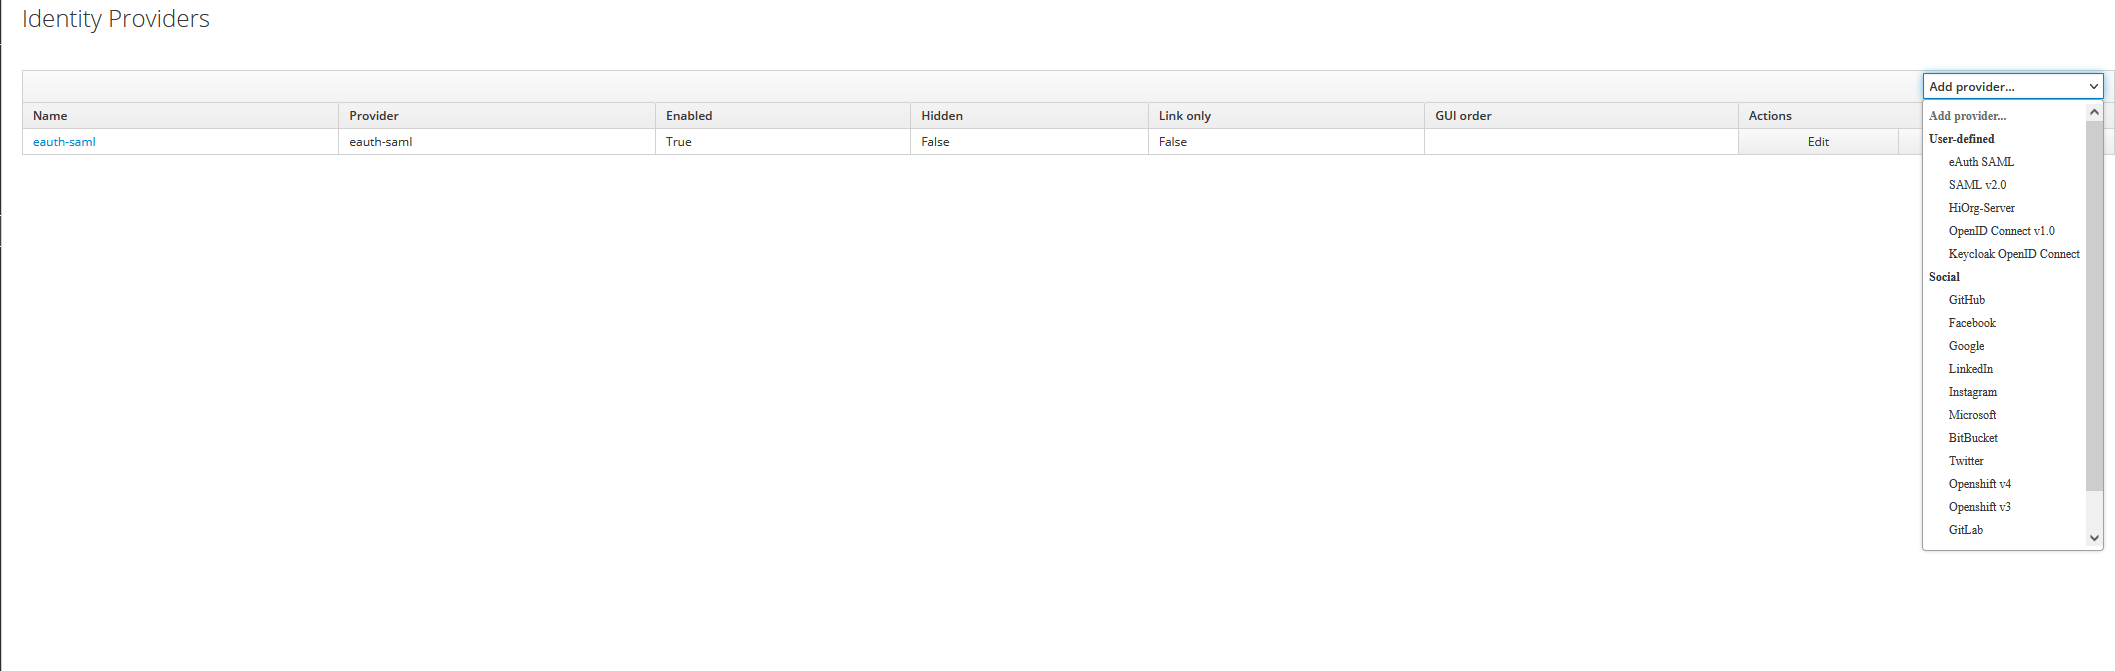 Identity Providers
Add provider...
Name Provider Enabled Hidden Link only GUI order Actions
eauth-saml eauth-saml True False False Edit
Add provider...
User-defined
eAuth SAML
SAML v2.0
HiOrg-Server
OpenID Connect v1.0
Keycloak OpenID Connect
Social
GitHub
Facebook
Google
LinkedIn
Instagram
Microsoft
BitBucket
Twitter
Openshift v4
Openshift v3
GitLab